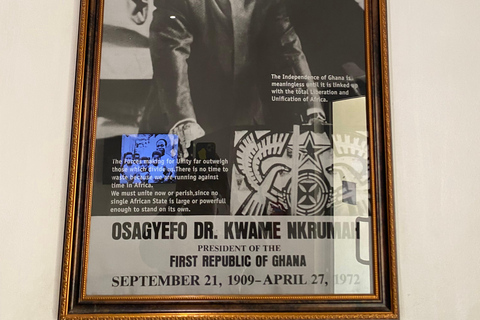 The Independence of Ghana is
meaningless until it is linked up
with the total Liberation and
Unification of Africa.
The Forces making for Unity far outweigh
those which divide us.There is no time to
waste because we are running against
time in Africa.
We must unite now or perish,since no
single African State is large or powerfull
enough to stand on its own.
OSAGYEFO DR. KWAME NKRUMAH
PRESIDENT OF THE
FIRST REPUBLIC OF GHANA
SEPTEMBER 21, 1909-APRIL 27, 1972